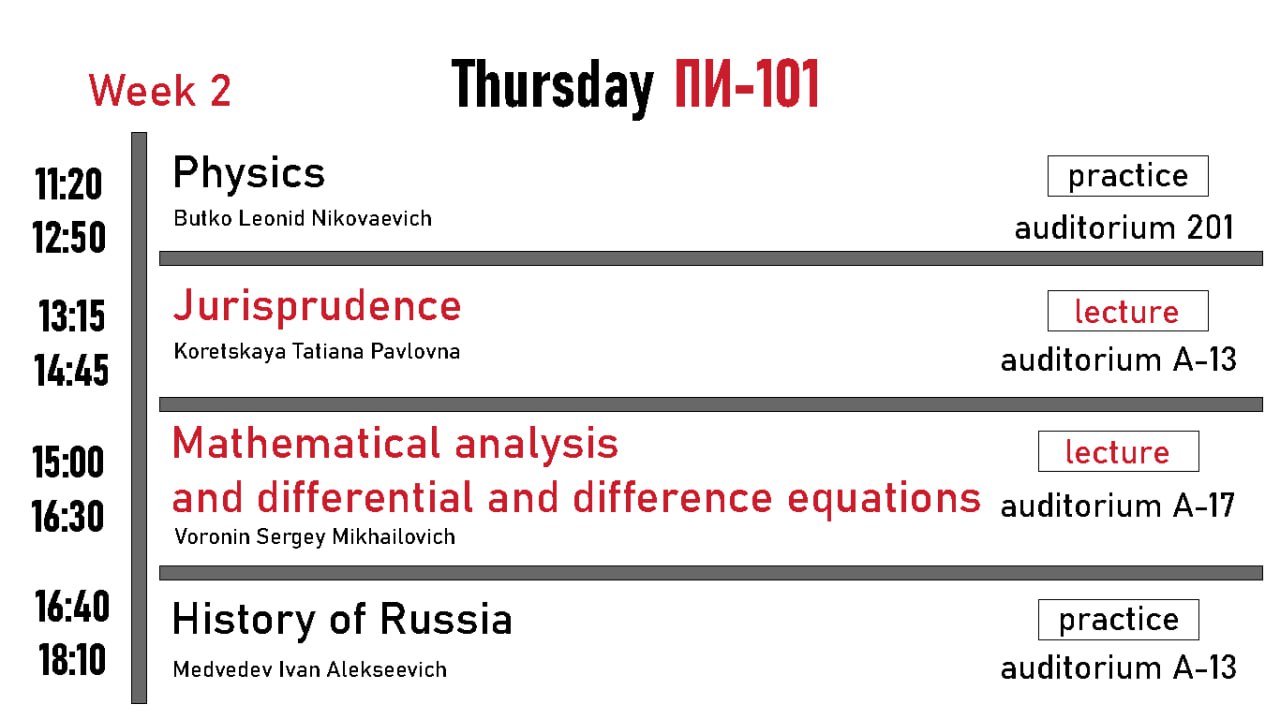 Week 2
Thursday ПИ-101
11:20
12:50
Physics
Butko Leonid Nikovaevich
practice
auditorium 201
13:15
14:45
Jurisprudence
Koretskaya Tatiana Pavlovna
lecture
auditorium A-13
15:00
16:30
Mathematical analysis
and differential and difference equations
Voronin Sergey Mikhailovich
lecture
auditorium A-17
16:40
18:10
History of Russia
Medvedev Ivan Alekseevich
practice
auditorium A-13